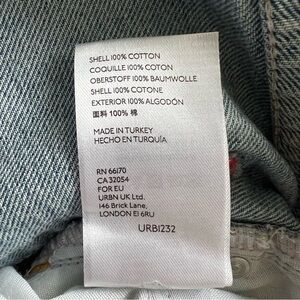 SHELL 100% COTTON
COQUILLE 100% COTON
OBERSTOFF 100% BAUMWOLLE
SHELL 100% COTONE
EXTERIOR 100% ALGODÓN
面料 100% 棉
MADE IN TURKEY
HECHO EN TURQUÍA
RN 66170
CA 32054
FOR EU
URBN UK Ltd.
146 Brick Lane,
LONDON E1 6RU
URB1232